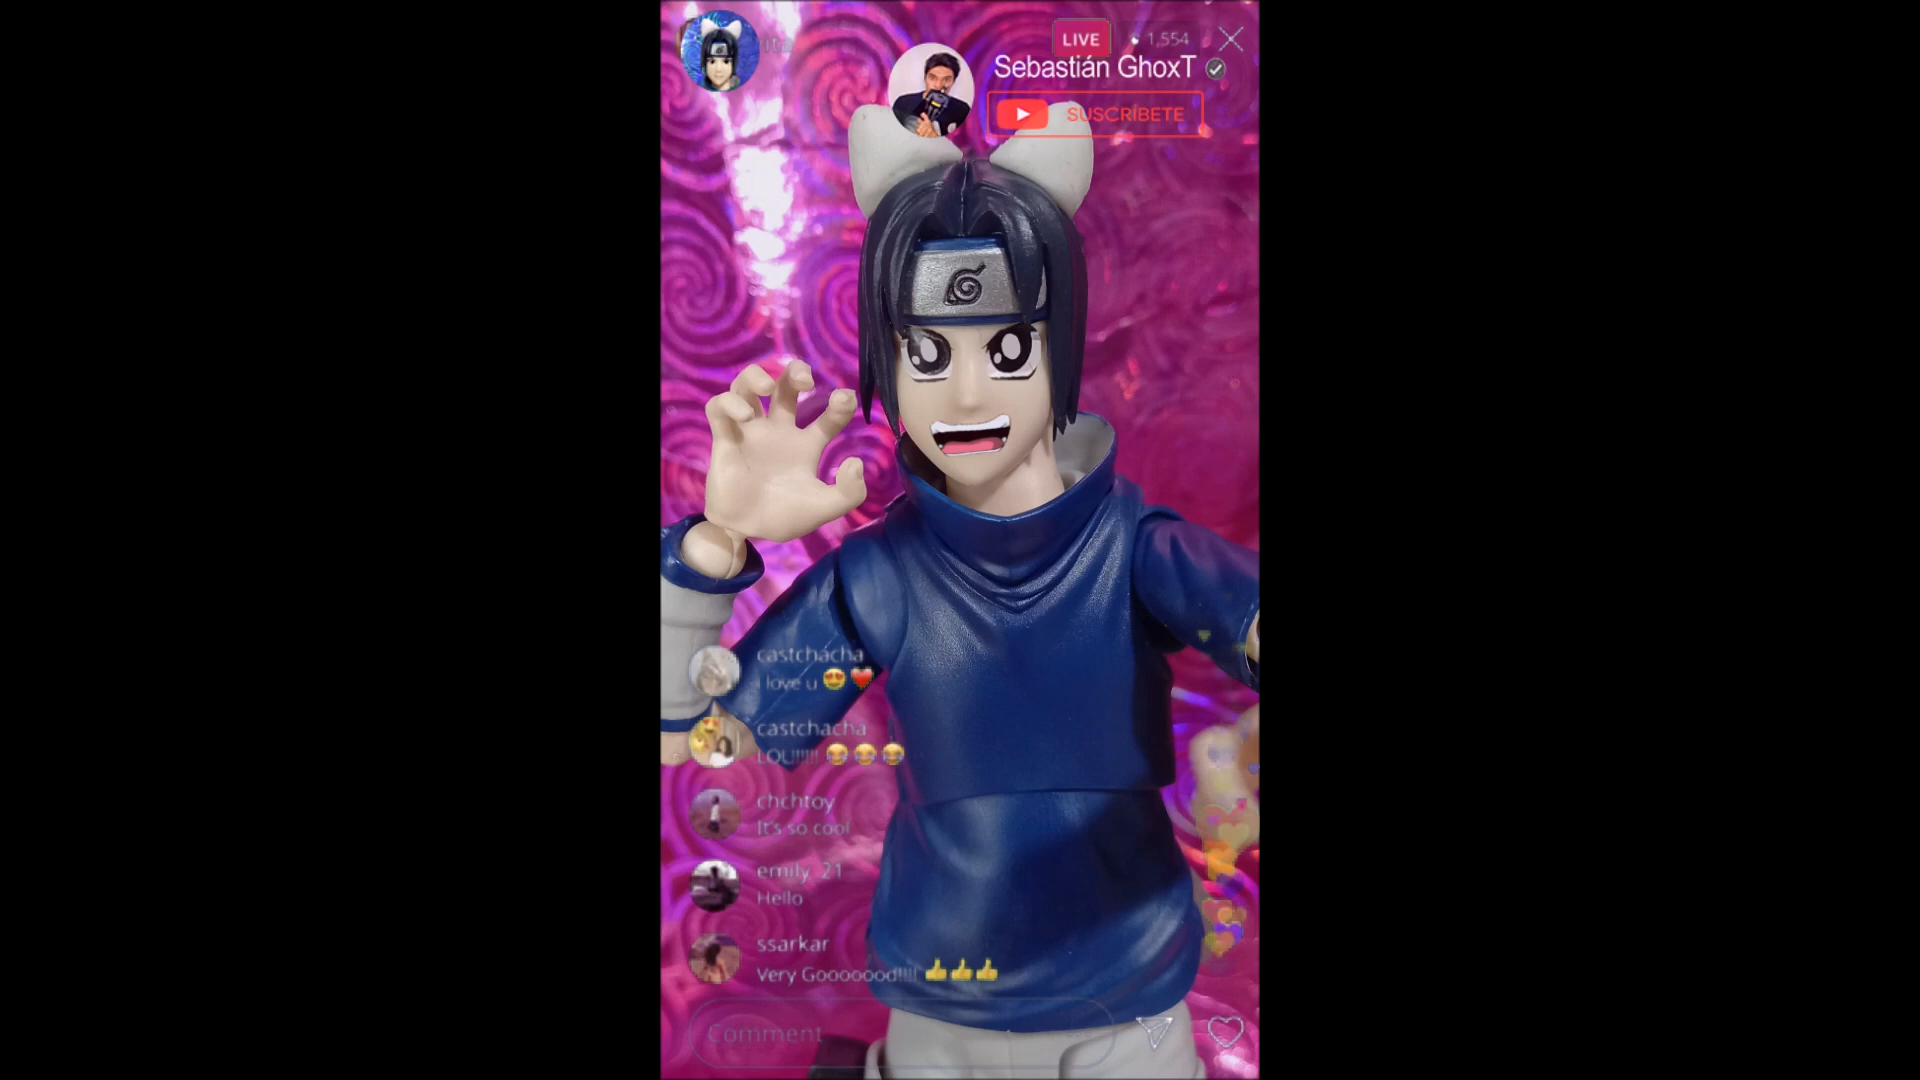 LIVE
1,554
Sebastián GhoxT
SUSCRÍBETE
castchacha
I love u 😍❤️
castchacha
LOL!!!!! 😂😂😂
chchtoy
It's so cool
emily_21
Hello
ssarkar
Very Gooooood!!!! 👍👍👍
Comment